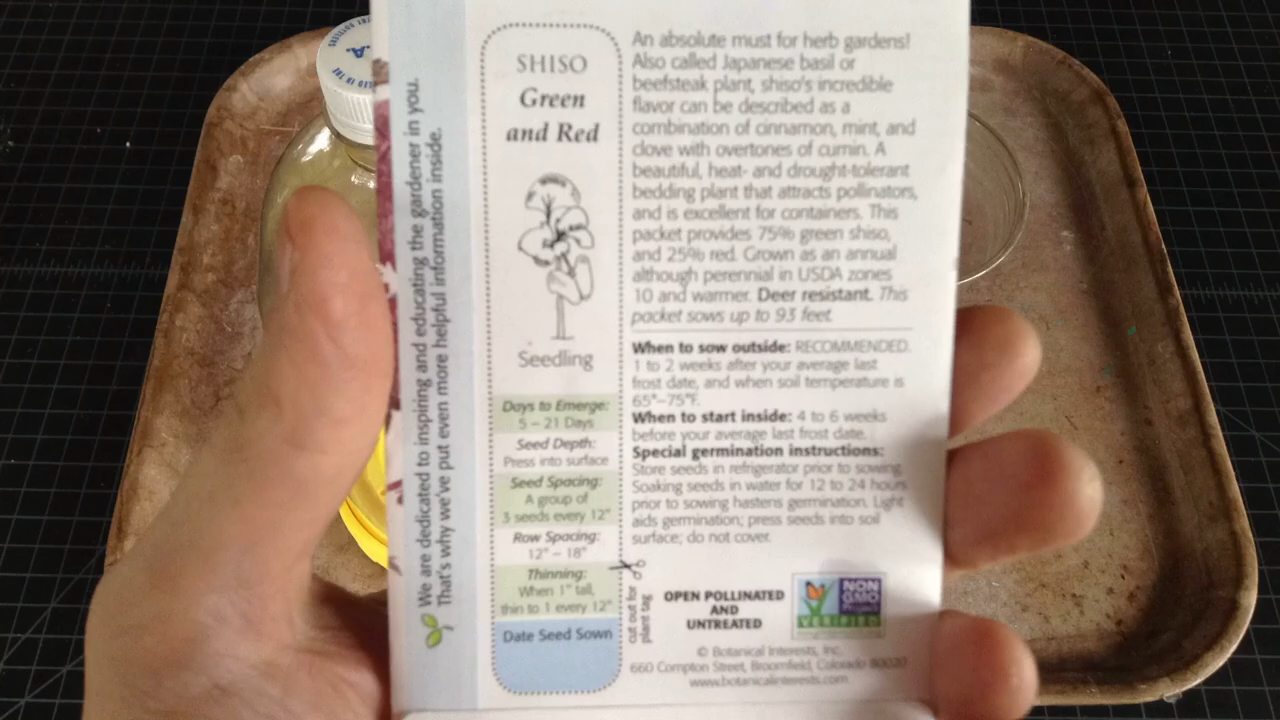 We are dedicated to inspiring and educating the gardener in you.
That's why we've put even more helpful information inside.
SHISO
Green
and Red
Seedling
Days to Emerge:
5 – 21 Days
Seed Depth:
Press into surface
Seed Spacing:
A group of
3 seeds every 12"
Row Spacing:
12" – 18"
Thinning:
When 1" tall,
thin to 1 every 12"
Date Seed Sown
cut out for
plant tag
An absolute must for herb gardens!
Also called Japanese basil or
beefsteak plant, shiso's incredible
flavor can be described as a
combination of cinnamon, mint, and
clove with overtones of cumin. A
beautiful, heat- and drought-tolerant
bedding plant that attracts pollinators,
and is excellent for containers. This
packet provides 75% green shiso,
and 25% red. Grown as an annual
although perennial in USDA zones
10 and warmer. Deer resistant. This
packet sows up to 93 feet.
When to sow outside: RECOMMENDED.
1 to 2 weeks after your average last
frost date, and when soil temperature is
65°–75°F.
When to start inside: 4 to 6 weeks
before your average last frost date.
Special germination instructions:
Store seeds in refrigerator prior to sowing.
Soaking seeds in water for 12 to 24 hours
prior to sowing hastens germination. Light
aids germination; press seeds into soil
surface; do not cover.
OPEN POLLINATED
AND
UNTREATED
NON
GMO
Project
VERIFIED
© Botanical Interests, Inc.
660 Compton Street, Broomfield, Colorado 80020
www.botanicalinterests.com